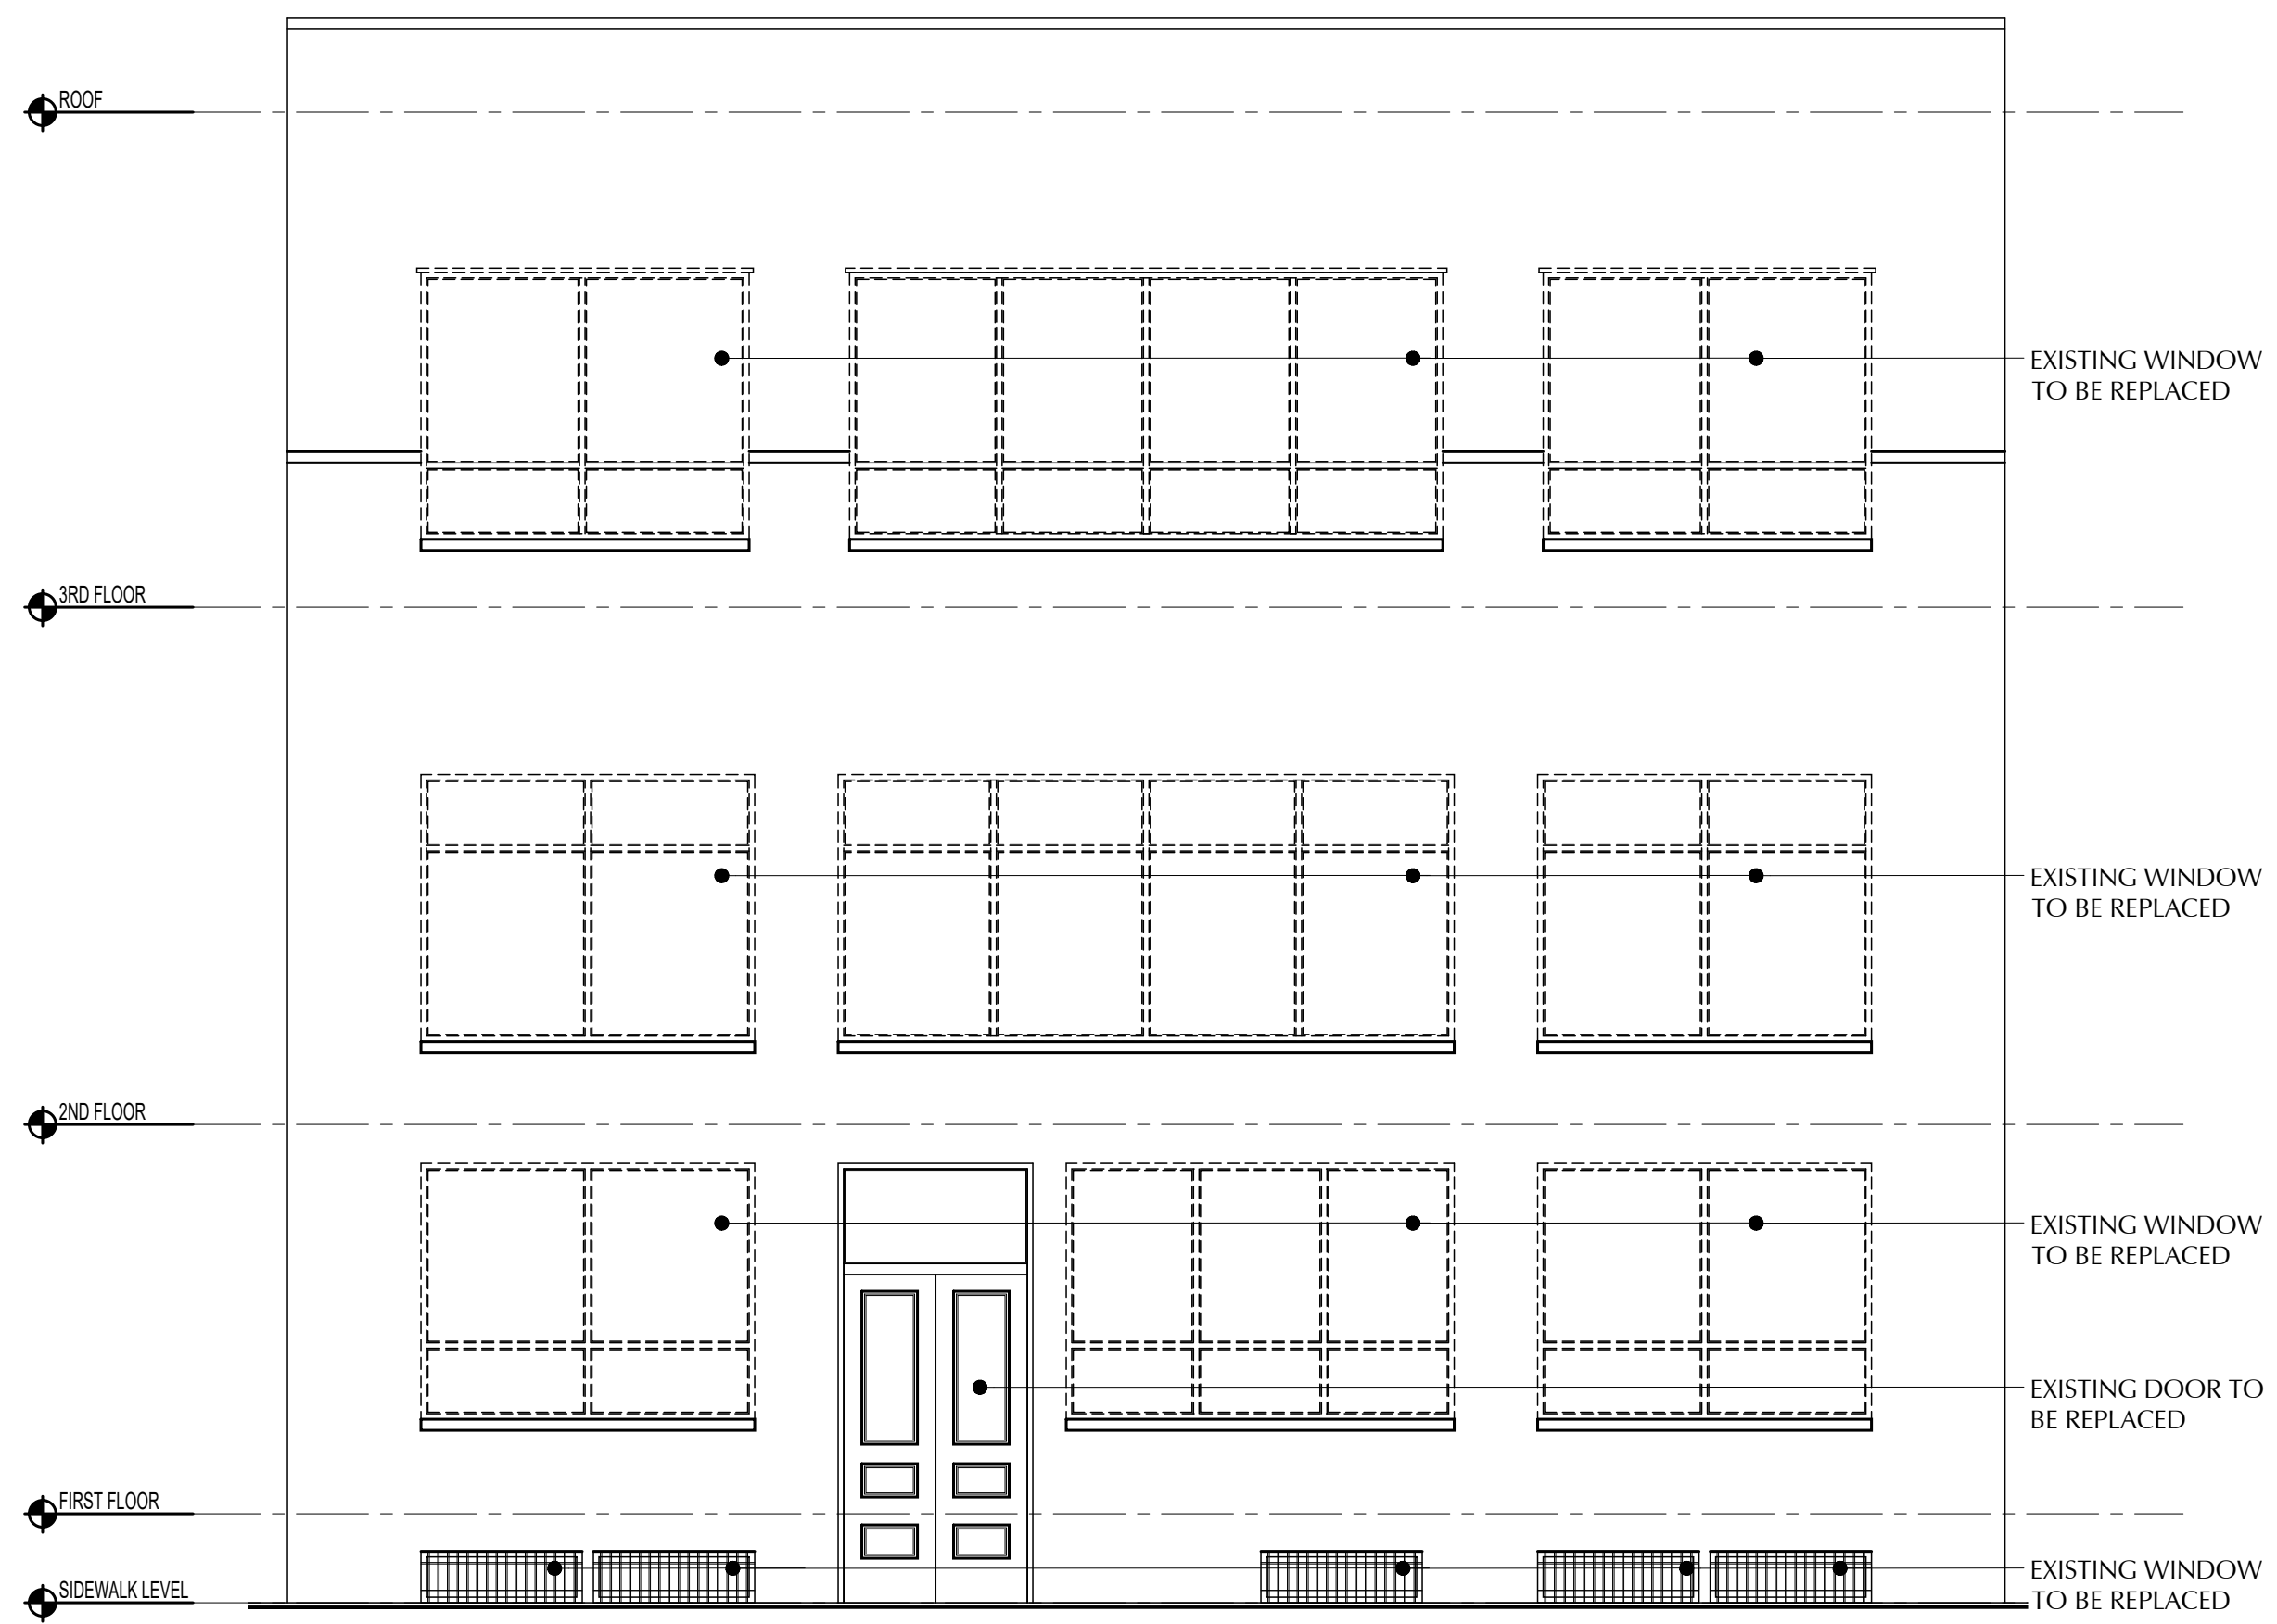 ROOF
EXISTING WINDOW
TO BE REPLACED
3RD FLOOR
EXISTING WINDOW
TO BE REPLACED
2ND FLOOR
EXISTING WINDOW
TO BE REPLACED
EXISTING DOOR TO
BE REPLACED
FIRST FLOOR
EXISTING WINDOW
TO BE REPLACED
SIDEWALK LEVEL